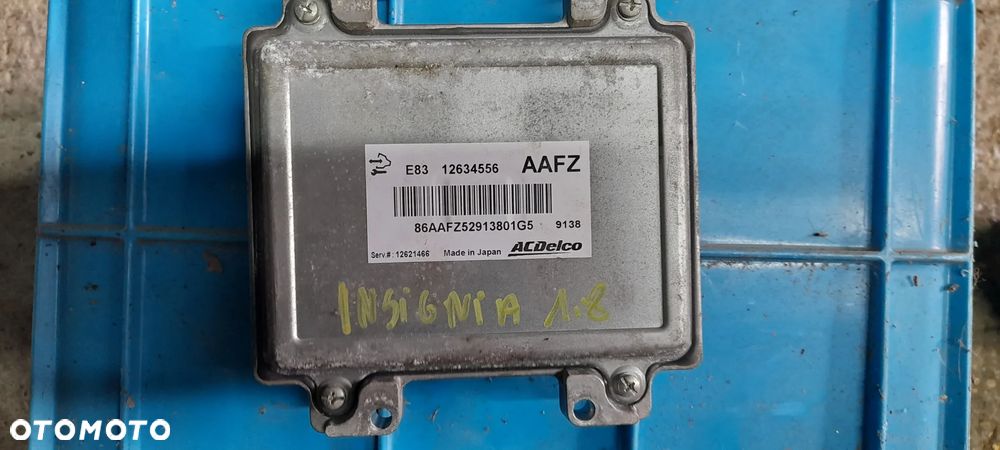 E83 12634556 AAFZ
86AAFZ52913801G5 9138
Serv.#: 12621466 Made in Japan ACDelco
INSiGNiA 1.8
OTOMOTO